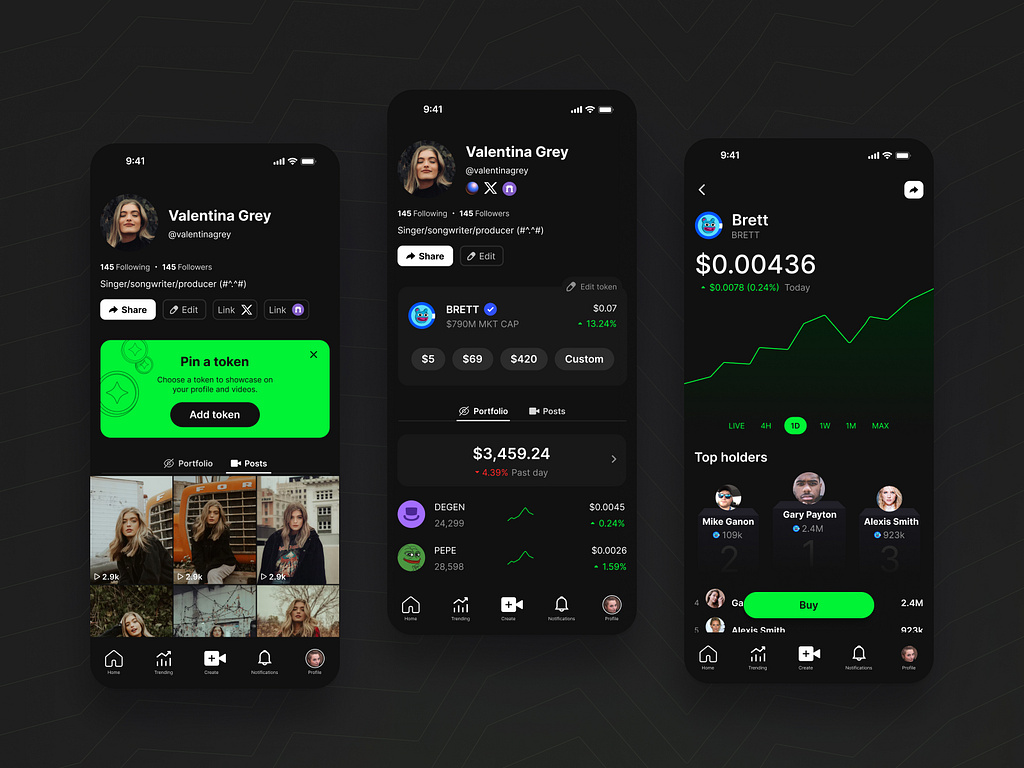 9:41
Valentina Grey
@valentinagrey
145 Following • 145 Followers
Singer/songwriter/producer (#^.^#)
Share
Edit
Link
Link
Pin a token
Choose a token to showcase on
your profile and videos.
Add token
Portfolio
Posts
2.9k
2.9k
2.9k
Home
Trending
Create
Notifications
Profile
9:41
Valentina Grey
@valentinagrey
145 Following • 145 Followers
Singer/songwriter/producer (#^.^#)
Share
Edit
Edit token
BRETT
$0.07
$790M MKT CAP
13.24%
$5
$69
$420
Custom
Portfolio
Posts
$3,459.24
4.39% Past day
DEGEN
$0.0045
24,299
0.24%
PEPE
$0.0026
28,598
1.59%
Home
Trending
Create
Notifications
Profile
9:41
Brett
BRETT
$0.00436
$0.0078 (0.24%) Today
LIVE
4H
1D
1W
1M
MAX
Top holders
Mike Ganon
109k
2
Gary Payton
2.4M
1
Alexis Smith
923k
3
4
Ga
Buy
2.4M
5
Alexis Smith
923k
Home
Trending
Create
Notifications
Profile